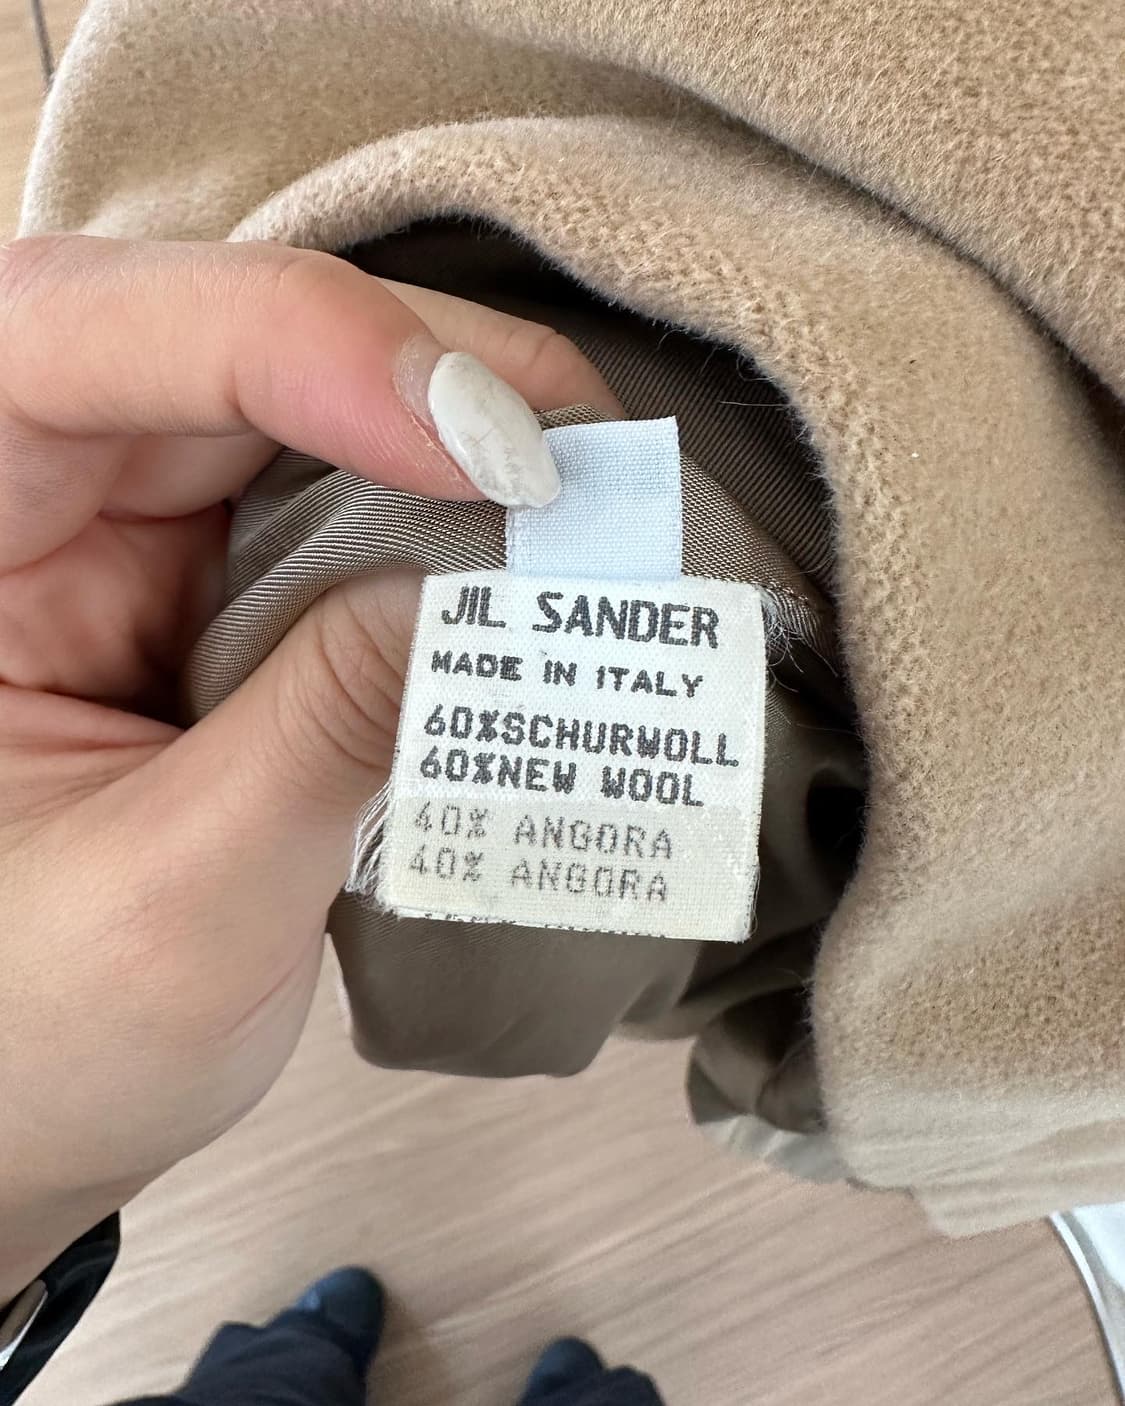 JIL SANDER
MADE IN ITALY
60%SCHURWOLL
60%NEW WOOL
40% ANGORA
40% ANGORA